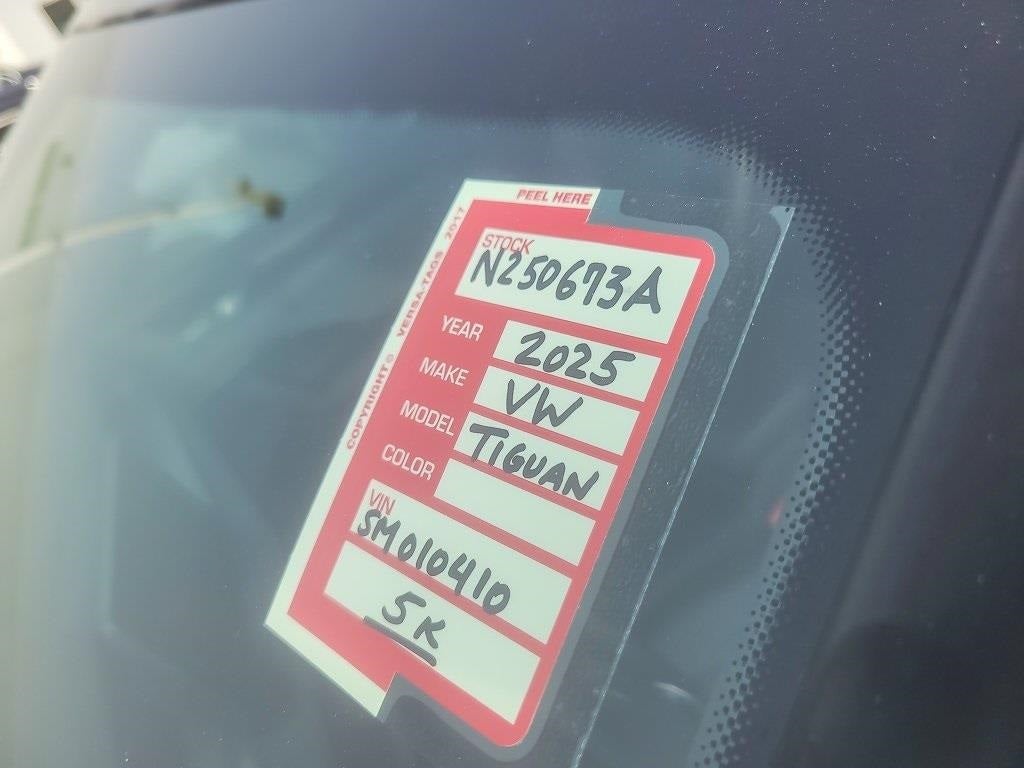 PEEL HERE
COPYRIGHT© VERSA-TAGS 2017
STOCK
N250673A
YEAR 2025
MAKE VW
MODEL TIGUAN
COLOR
VIN
SM010410
5K